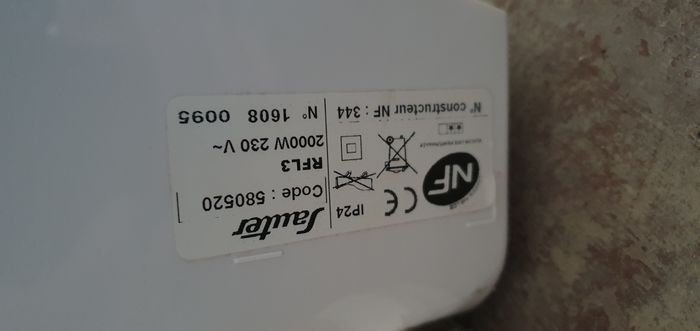 Sauter
Code : 580520
RFL3
2000W 230 V~
N° 1608 0095
IP24
CE
NF
N° constructeur NF : 344